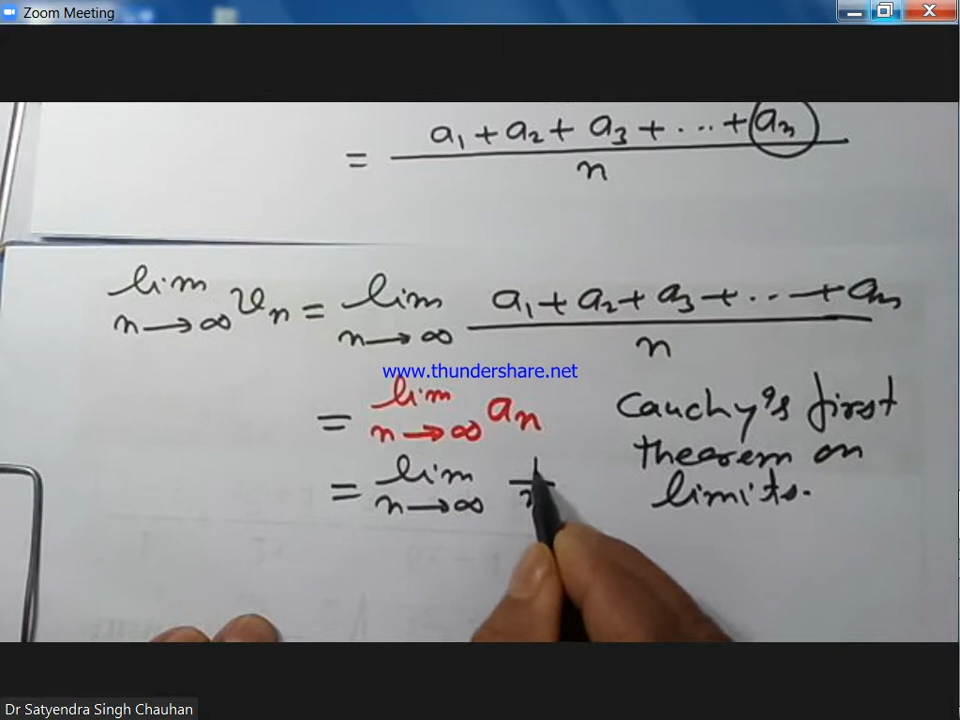 Zoom Meeting
a₁ + a₂ + a₃ + ... + aₙ
=
n
lim n→∞ vₙ = lim n→∞ a₁ + a₂ + a₃ + ... + aₙ
n
www.thundershare.net
= lim n→∞ aₙ
Cauchy's first
theorem on
limits.
= lim n→∞
Dr Satyendra Singh Chauhan